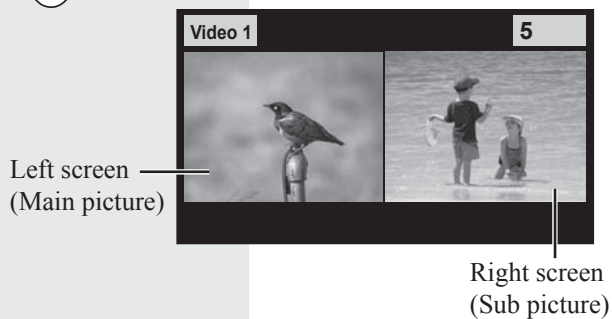 Video 1
5
Left screen
(Main picture)
Right screen
(Sub picture)